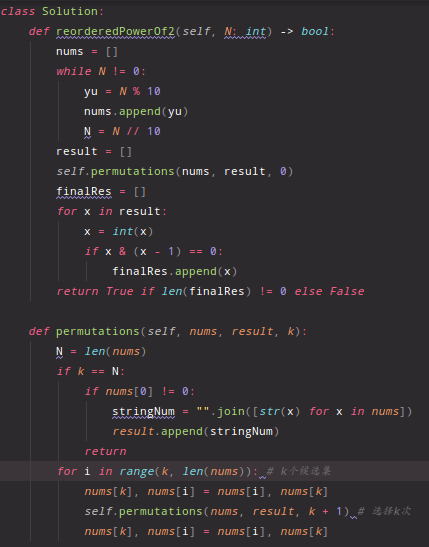 class Solution:
    def reorderedPowerOf2(self, N: int) -> bool:
        nums = []
        while N != 0:
            yu = N % 10
            nums.append(yu)
            N = N // 10
        result = []
        self.permutations(nums, result, 0)
        finalRes = []
        for x in result:
            x = int(x)
            if x & (x - 1) == 0:
                finalRes.append(x)
        return True if len(finalRes) != 0 else False
    def permutations(self, nums, result, k):
        N = len(nums)
        if k == N:
            if nums[0] != 0:
                stringNum = "".join([str(x) for x in nums])
                result.append(stringNum)
            return
        for i in range(k, len(nums)): # k个候选集
            nums[k], nums[i] = nums[i], nums[k]
            self.permutations(nums, result, k + 1) # 选择k次
            nums[k], nums[i] = nums[i], nums[k]